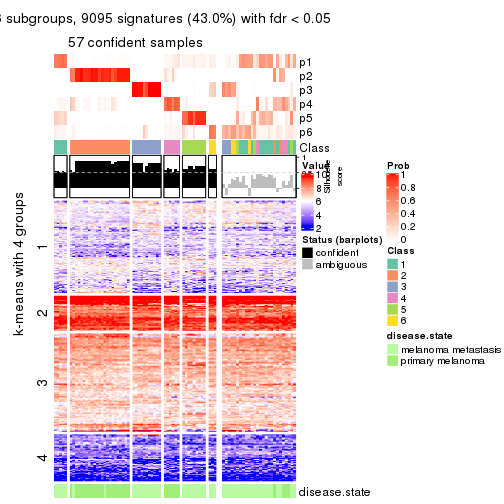 subgroups, 9095 signatures (43.0%) with fdr < 0.05
57 confident samples
p1
p2
p3
p4
p5
p6
Class
1
score
Silhouette
k-means with 4 groups
1
2
3
4
disease.state
Value
10
8
6
4
2
Status (barplots)
confident
ambiguous
Prob
1
0.8
0.6
0.4
0.2
0
Class
1
2
3
4
5
6
disease.state
melanoma metastasis
primary melanoma